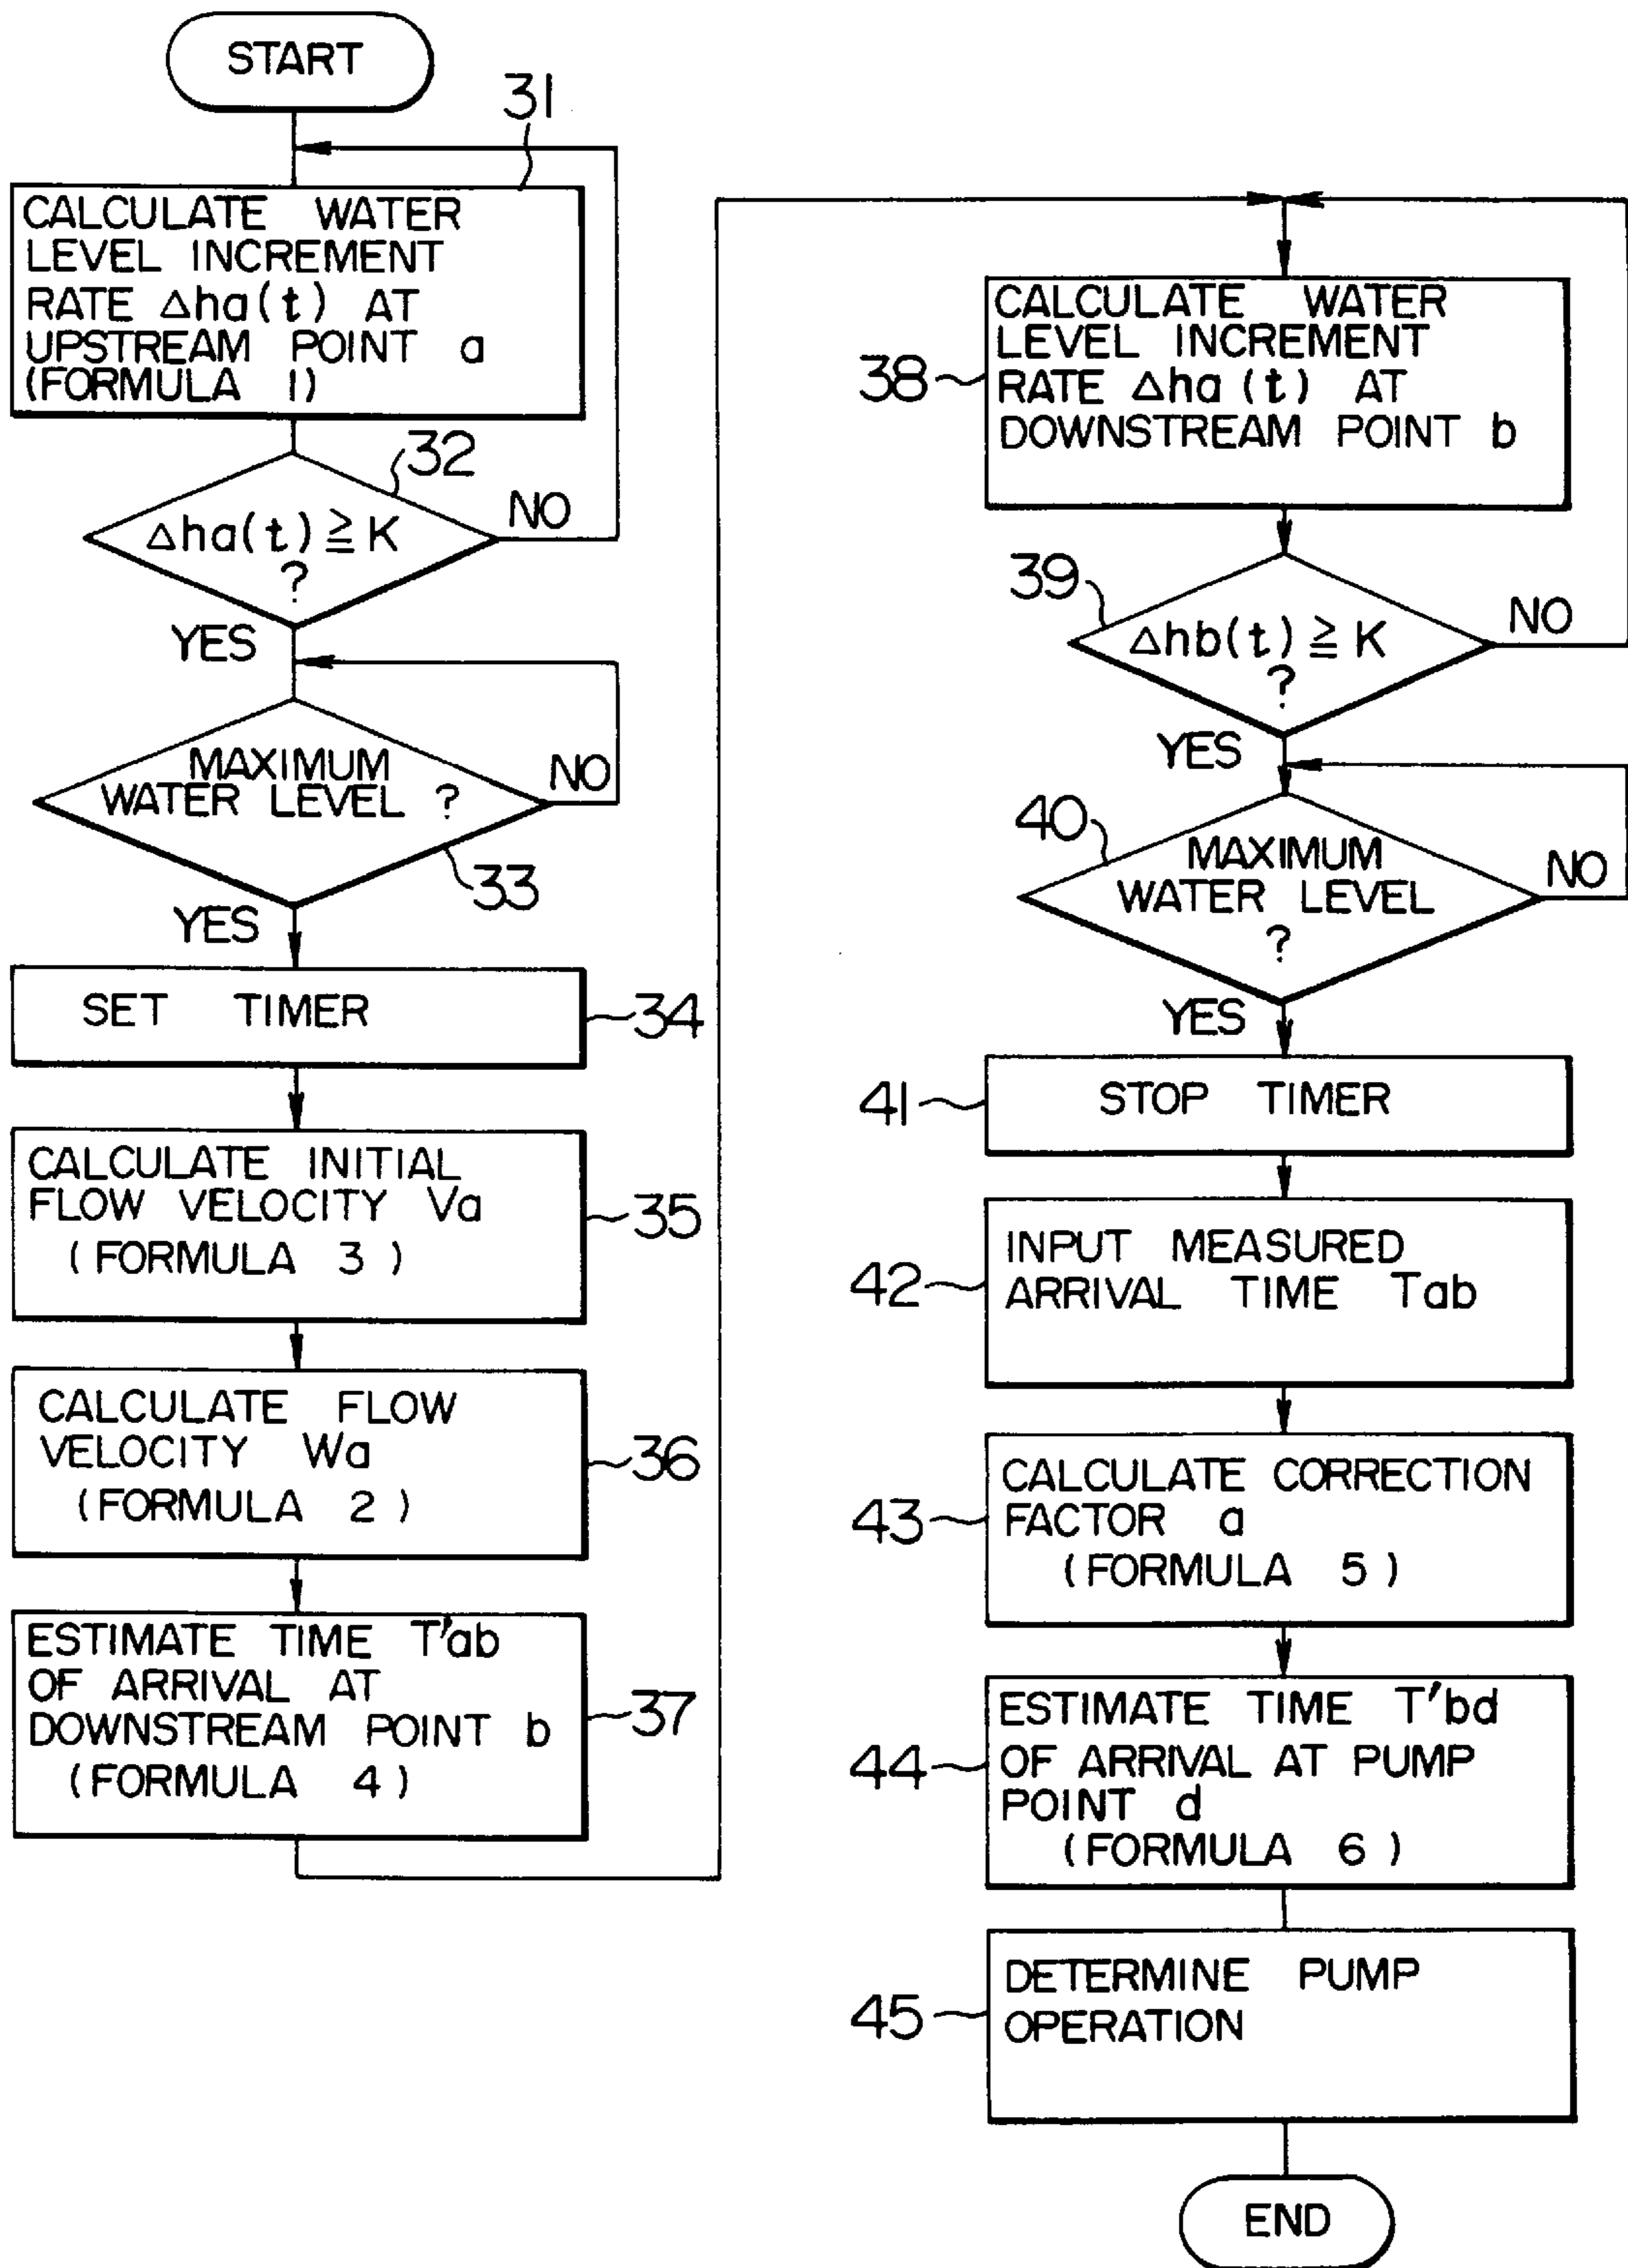 START
31
CALCULATE WATER
LEVEL INCREMENT
RATE Δha(t) AT
UPSTREAM POINT a
(FORMULA 1)
32
Δha(t) ≧ K
?
NO
YES
MAXIMUM
WATER LEVEL ?
NO
33
YES
SET TIMER
34
CALCULATE INITIAL
FLOW VELOCITY Va
(FORMULA 3)
35
CALCULATE FLOW
VELOCITY Wa
(FORMULA 2)
36
ESTIMATE TIME T'ab
OF ARRIVAL AT
DOWNSTREAM POINT b
(FORMULA 4)
37
CALCULATE WATER
LEVEL INCREMENT
RATE Δha (t) AT
DOWNSTREAM POINT b
38
39
Δhb(t) ≧ K
?
NO
YES
40
MAXIMUM
WATER LEVEL
?
NO
YES
41
STOP TIMER
42
INPUT MEASURED
ARRIVAL TIME Tab
43
CALCULATE CORRECTION
FACTOR a
(FORMULA 5)
44
ESTIMATE TIME T'bd
OF ARRIVAL AT PUMP
POINT d
(FORMULA 6)
45
DETERMINE PUMP
OPERATION
END